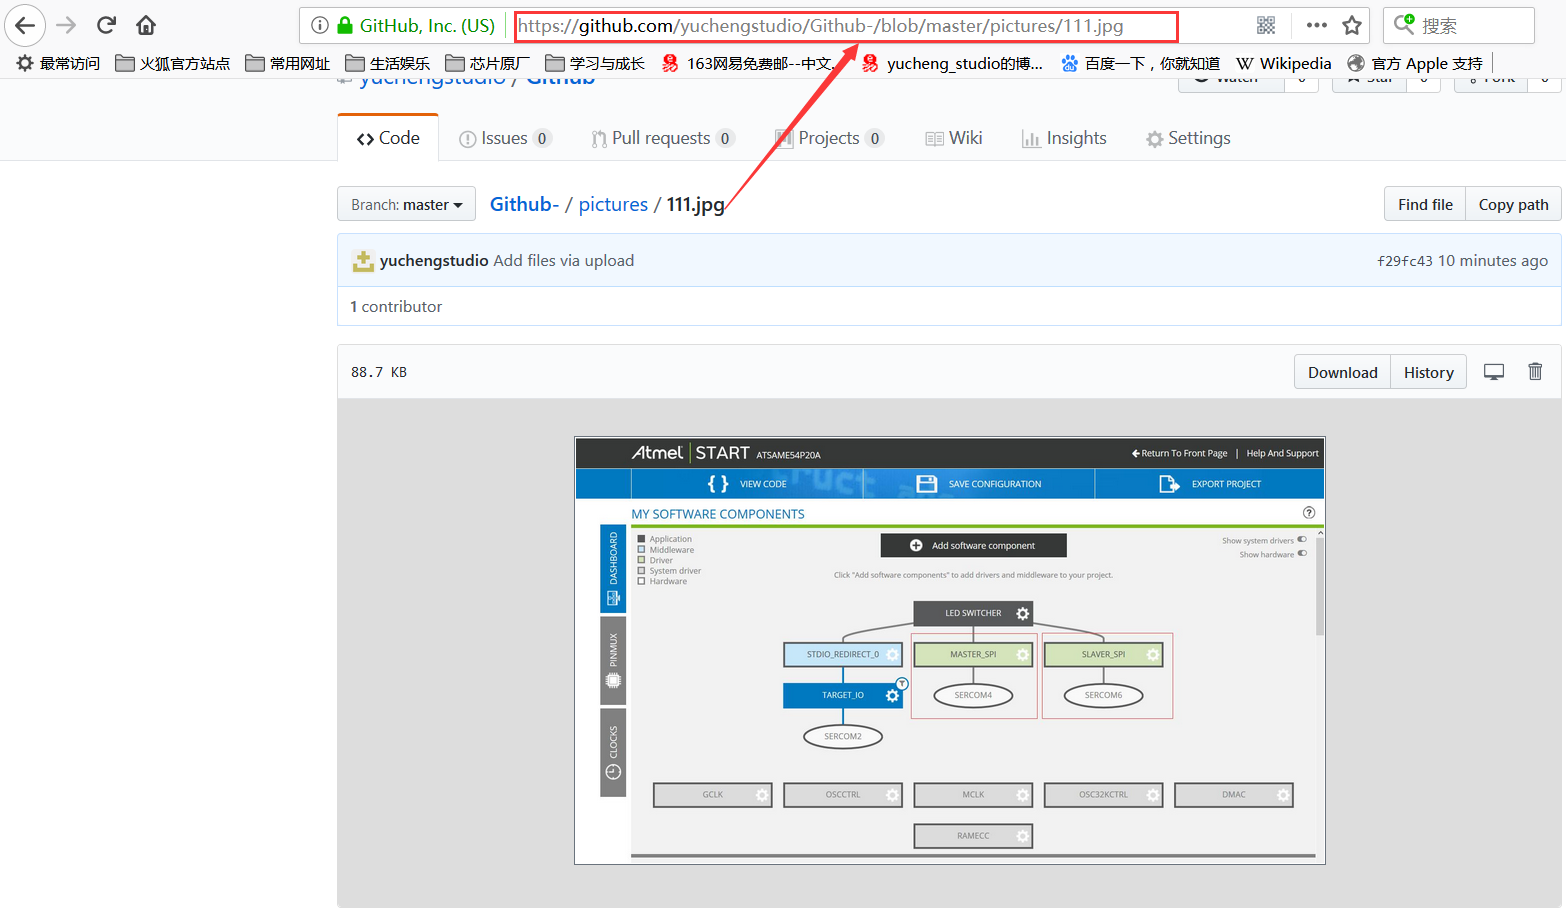 GitHub, Inc. (US) https://github.com/yuchengstudio/Github-/blob/master/pictures/111.jpg 搜索
最常访问 火狐官方站点 常用网址 生活娱乐 芯片原厂 学习与成长 163网易免费邮--中文... yucheng_studio的博... 百度一下，你就知道 W Wikipedia 官方 Apple 支持
yuchengstudio / Github- Watch 0 Star 0 Fork 0
Code Issues 0 Pull requests 0 Projects 0 Wiki Insights Settings
Branch: master Github- / pictures / 111.jpg Find file Copy path
yuchengstudio Add files via upload f29fc43 10 minutes ago
1 contributor
88.7 KB Download History
Atmel START ATSAME54P20A Return To Front Page | Help And Support
VIEW CODE SAVE CONFIGURATION EXPORT PROJECT
MY SOFTWARE COMPONENTS
DASHBOARD
PINMUX
CLOCKS
Application
Middleware
Driver
System driver
Hardware
Add software component
Show system drivers
Show hardware
Click "Add software components" to add drivers and middleware to your project.
LED SWITCHER
STDIO_REDIRECT_0 MASTER_SPI SLAVER_SPI
TARGET_IO SERCOM4 SERCOM6
SERCOM2
GCLK OSCCTRL MCLK OSC32KCTRL DMAC
RAMECC